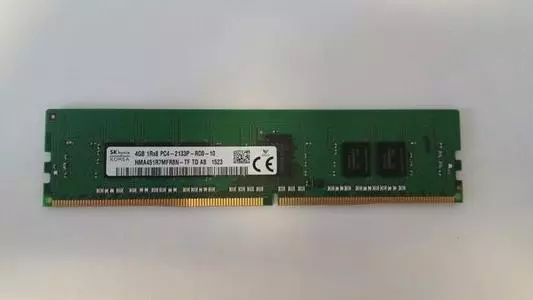 SK hynix
KOREA
4GB 1Rx8 PC4-2133P-RD0-10
HMA451R7MFR8N-TF TD AB 1523
CE